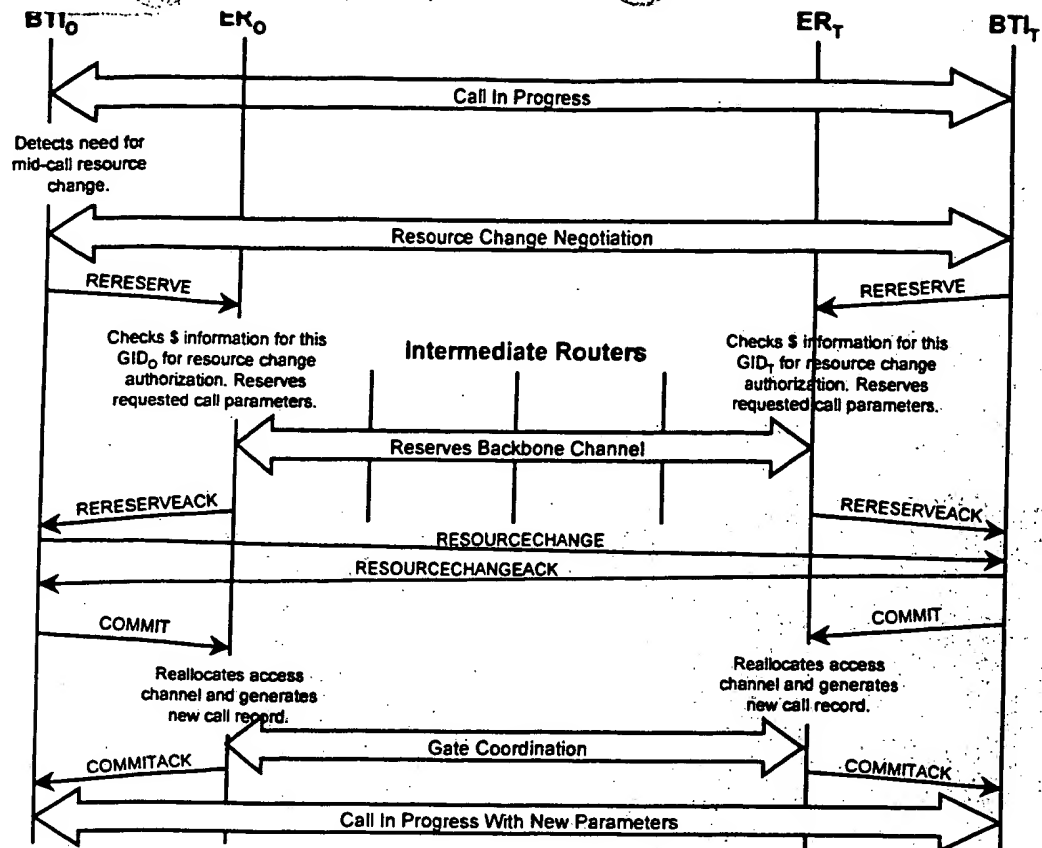 BTI₀ ER₀ ER_T BTI_T
Call In Progress
Detects need for
mid-call resource
change.
Resource Change Negotiation
RERESERVE
RERESERVE
Checks $ information for this
GID₀ for resource change
authorization. Reserves
requested call parameters.
Intermediate Routers
Checks $ information for this
GID_T for resource change
authorization. Reserves
requested call parameters.
Reserves Backbone Channel
RERESERVEACK
RERESERVEACK
RESOURCECHANGE
RESOURCECHANGEACK
COMMIT
COMMIT
Reallocates access
channel and generates
new call record.
Reallocates access
channel and generates
new call record.
Gate Coordination
COMMITACK
COMMITACK
Call In Progress With New Parameters